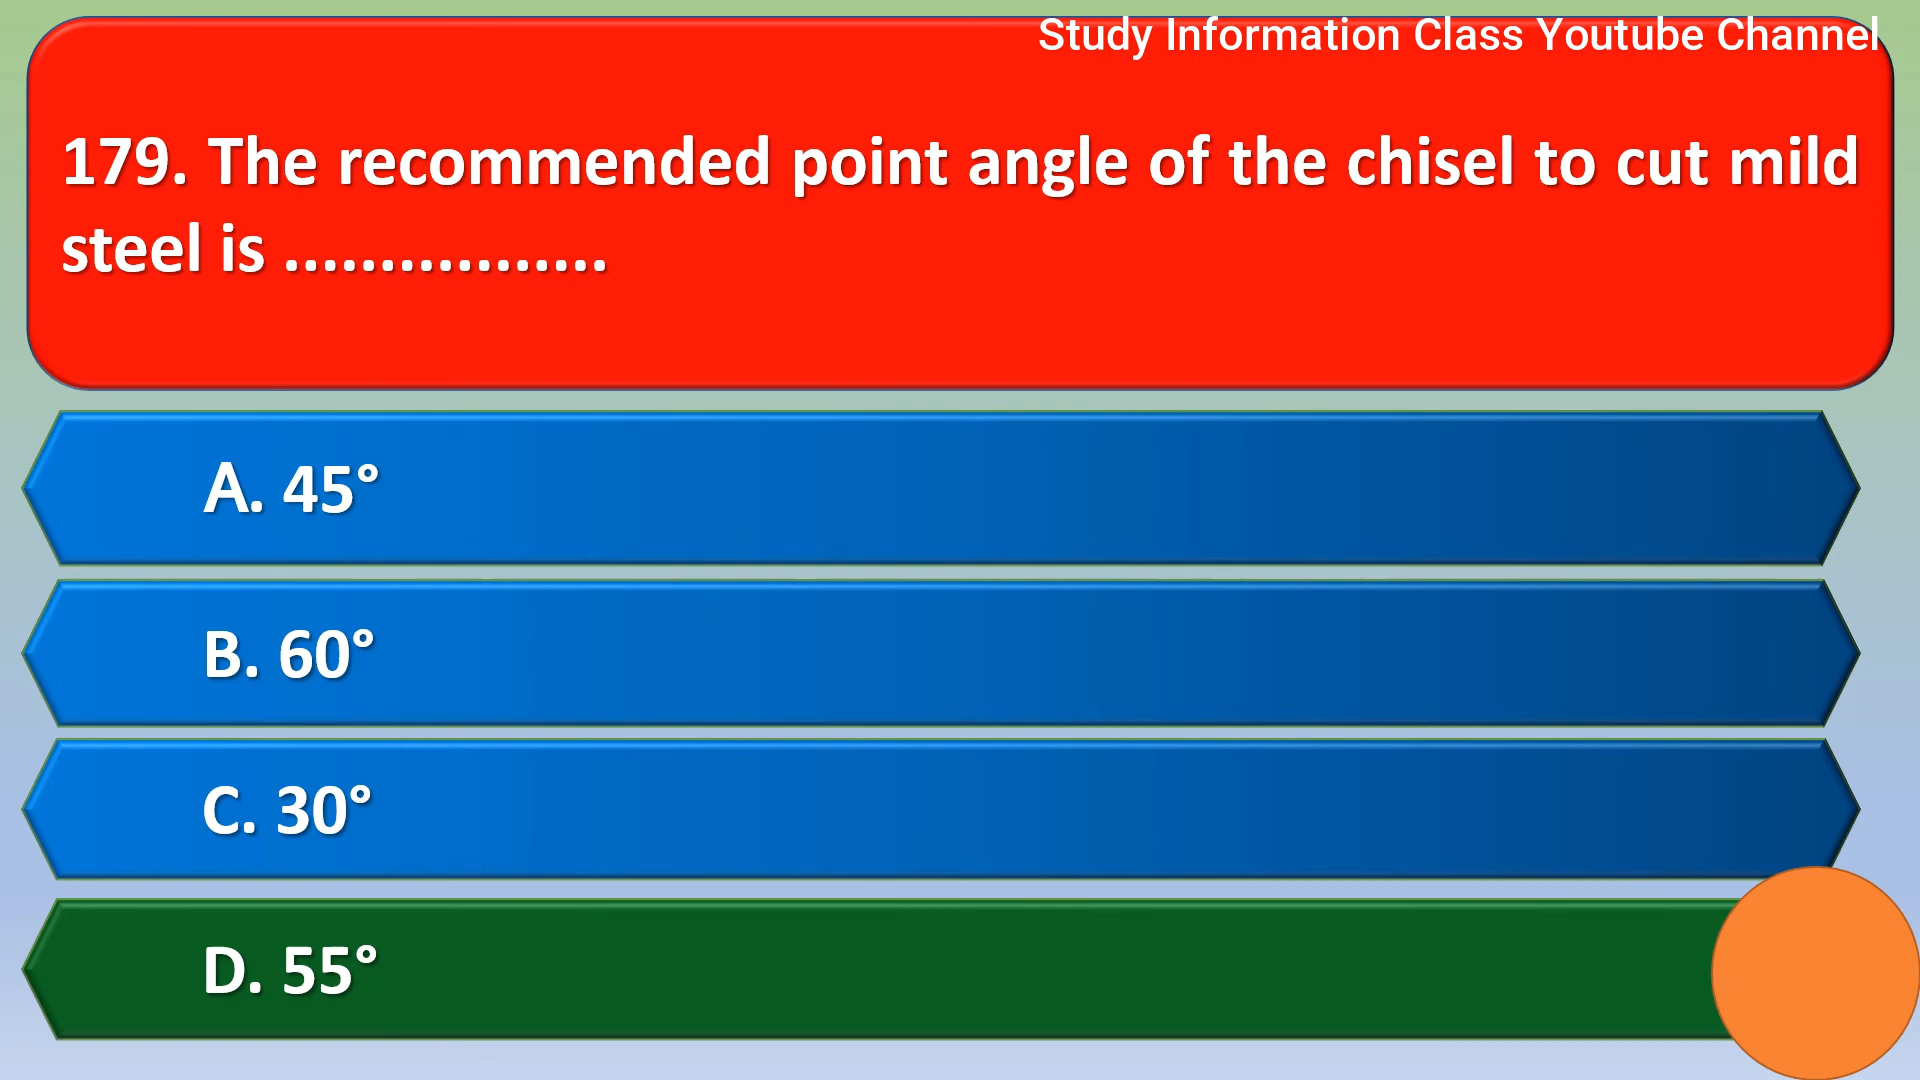 Study Information Class Youtube Channel
179. The recommended point angle of the chisel to cut mild
steel is .................
A. 45°
B. 60°
C. 30°
D. 55°